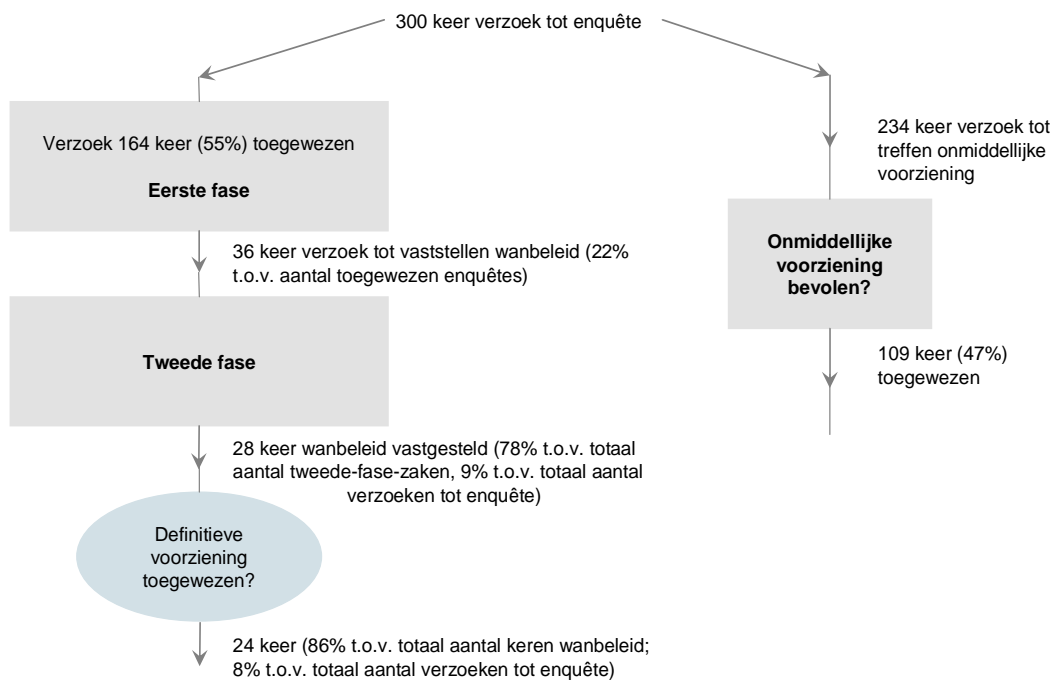 300 keer verzoek tot enquête
Verzoek 164 keer (55%) toegewezen
Eerste fase
36 keer verzoek tot vaststellen wanbeleid (22%
t.o.v. aantal toegewezen enquêtes)
Tweede fase
28 keer wanbeleid vastgesteld (78% t.o.v. totaal
aantal tweede-fase-zaken, 9% t.o.v. totaal aantal
verzoeken tot enquête)
Definitieve
voorziening
toegewezen?
24 keer (86% t.o.v. totaal aantal keren wanbeleid;
8% t.o.v. totaal aantal verzoeken tot enquête)
234 keer verzoek tot
treffen onmiddellijke
voorziening
Onmiddellijke
voorziening
bevolen?
109 keer (47%)
toegewezen